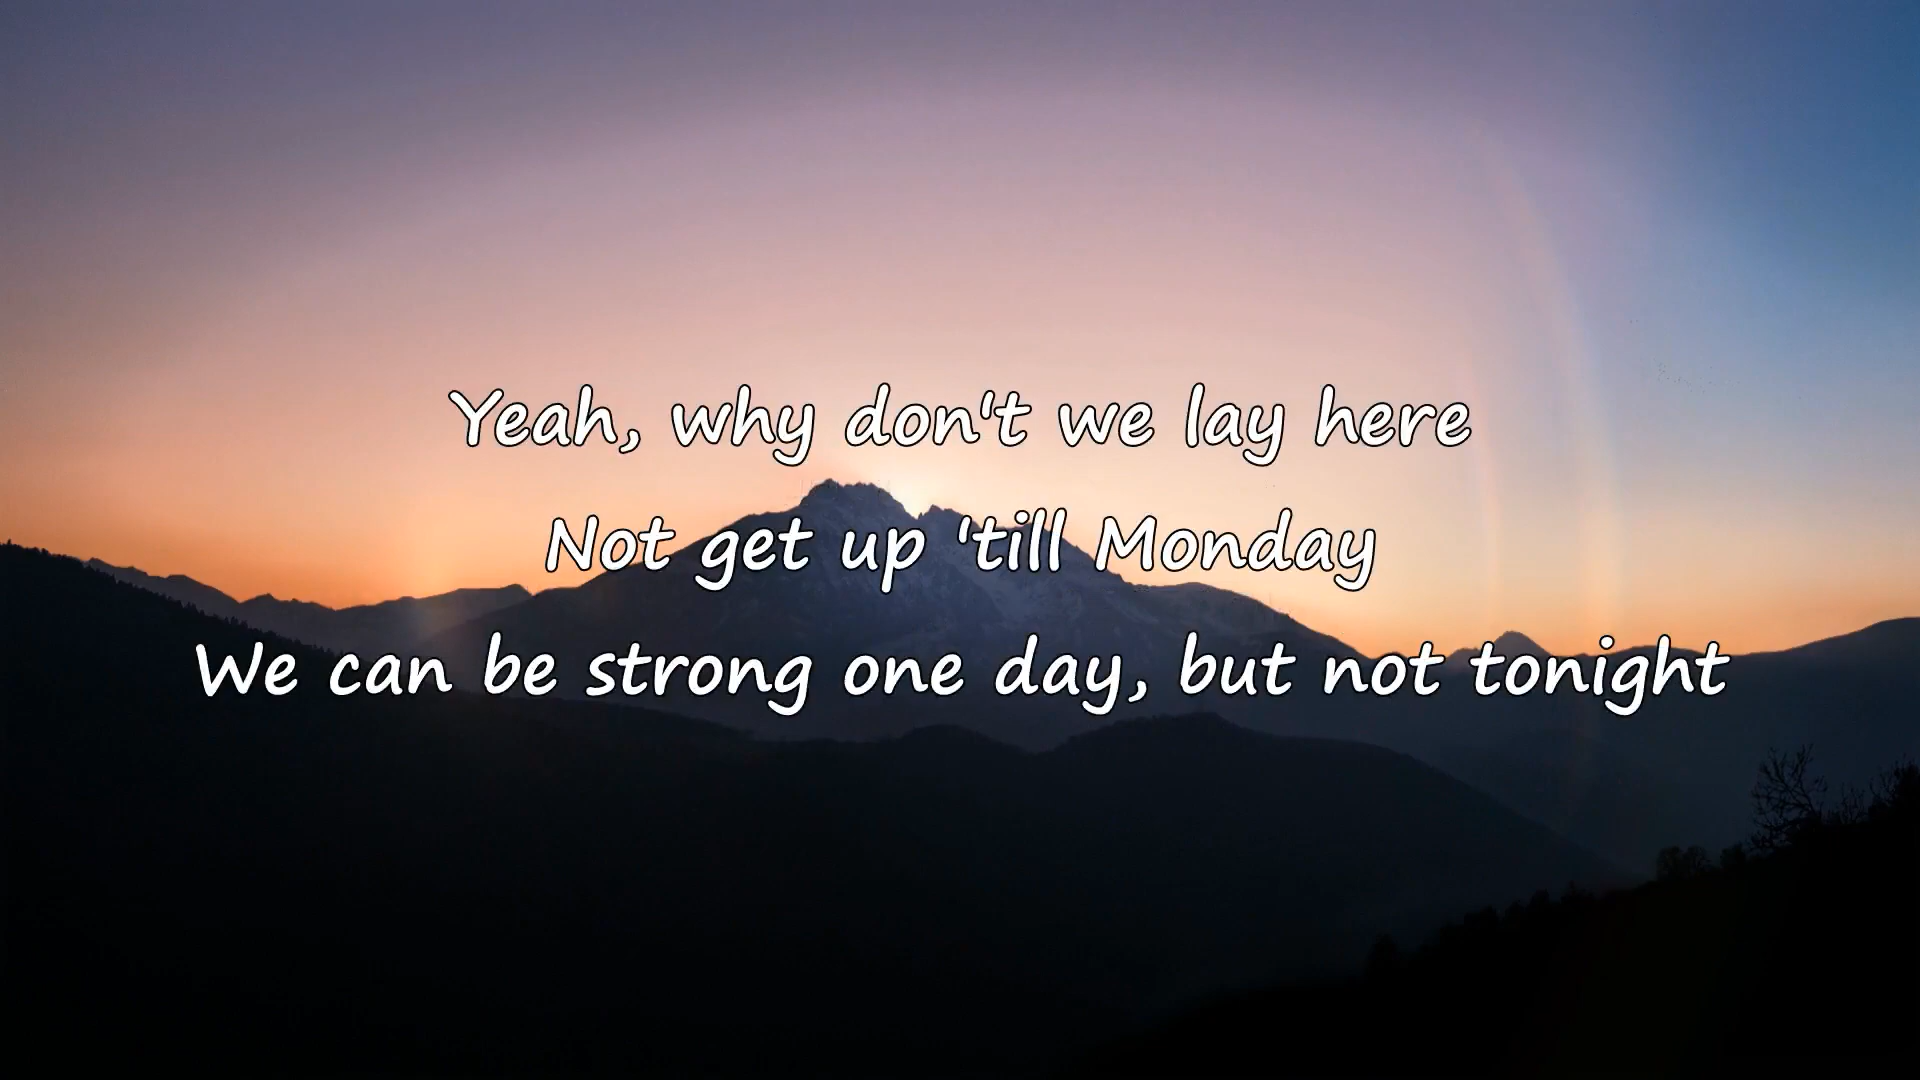 Yeah, why don't we lay here
Not get up 'till Monday
We can be strong one day, but not tonight